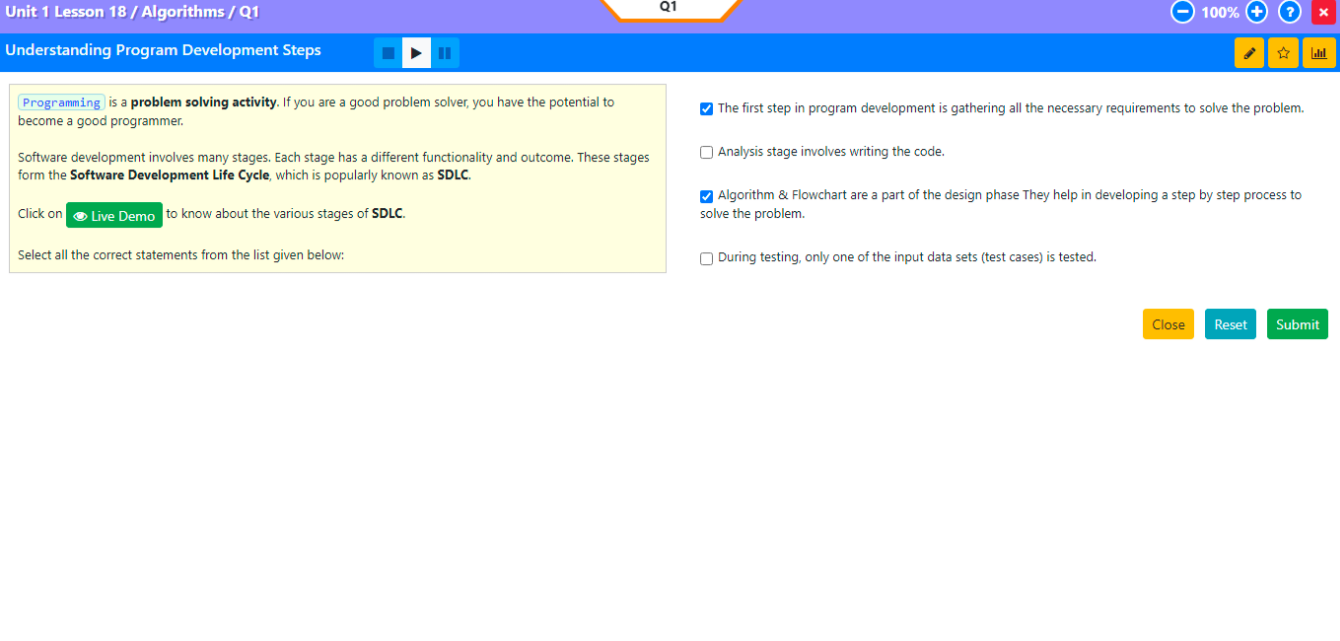 Unit 1 Lesson 18 / Algorithms / Q1
Q1
100%
?
×
Understanding Program Development Steps
Programming is a problem solving activity. If you are a good problem solver, you have the potential to
become a good programmer.
Software development involves many stages. Each stage has a different functionality and outcome. These stages
form the Software Development Life Cycle, which is popularly known as SDLC.
Click on Live Demo to know about the various stages of SDLC.
Select all the correct statements from the list given below:
The first step in program development is gathering all the necessary requirements to solve the problem.
Analysis stage involves writing the code.
Algorithm & Flowchart are a part of the design phase They help in developing a step by step process to
solve the problem.
During testing, only one of the input data sets (test cases) is tested.
Close Reset Submit